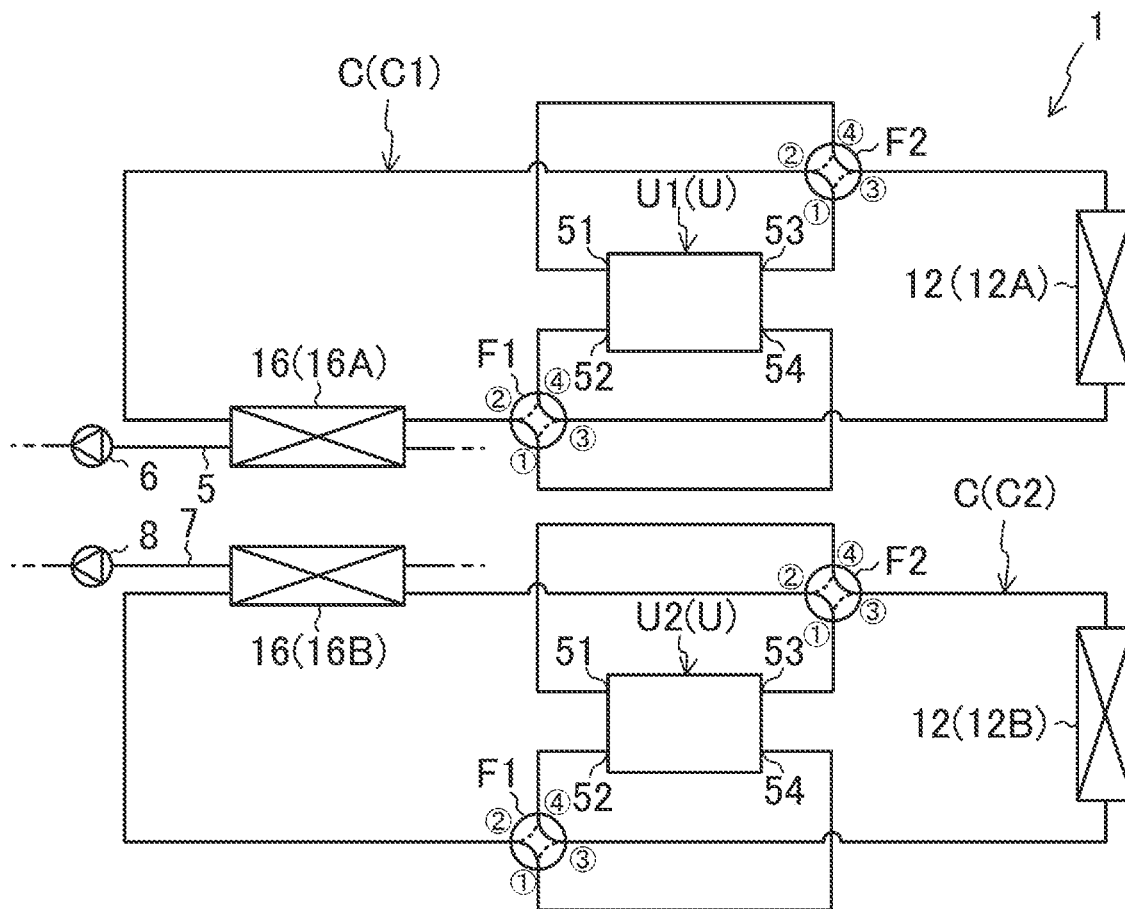 1
C(C1)
④
②
F2
③
①
U1(U)
51
53
12(12A)
52
54
F1
16(16A)
②
④
③
①
6
5
7
8
C(C2)
④
②
F2
③
①
U2(U)
16(16B)
51
53
12(12B)
52
54
F1
④
②
③
①